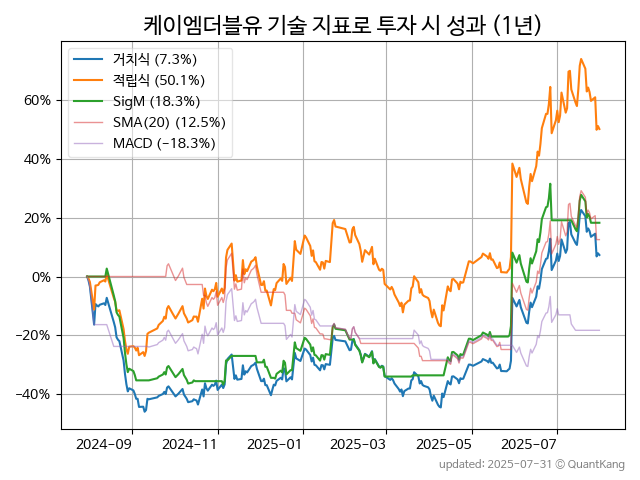 케이엠더블유 기술 지표로 투자 시 성과 (1년)
거치식 (7.3%)
적립식 (50.1%)
SigM (18.3%)
SMA(20) (12.5%)
MACD (-18.3%)
60%
40%
20%
0%
-20%
-40%
2024-09
2024-11
2025-01
2025-03
2025-05
2025-07
updated: 2025-07-31 © QuantKang